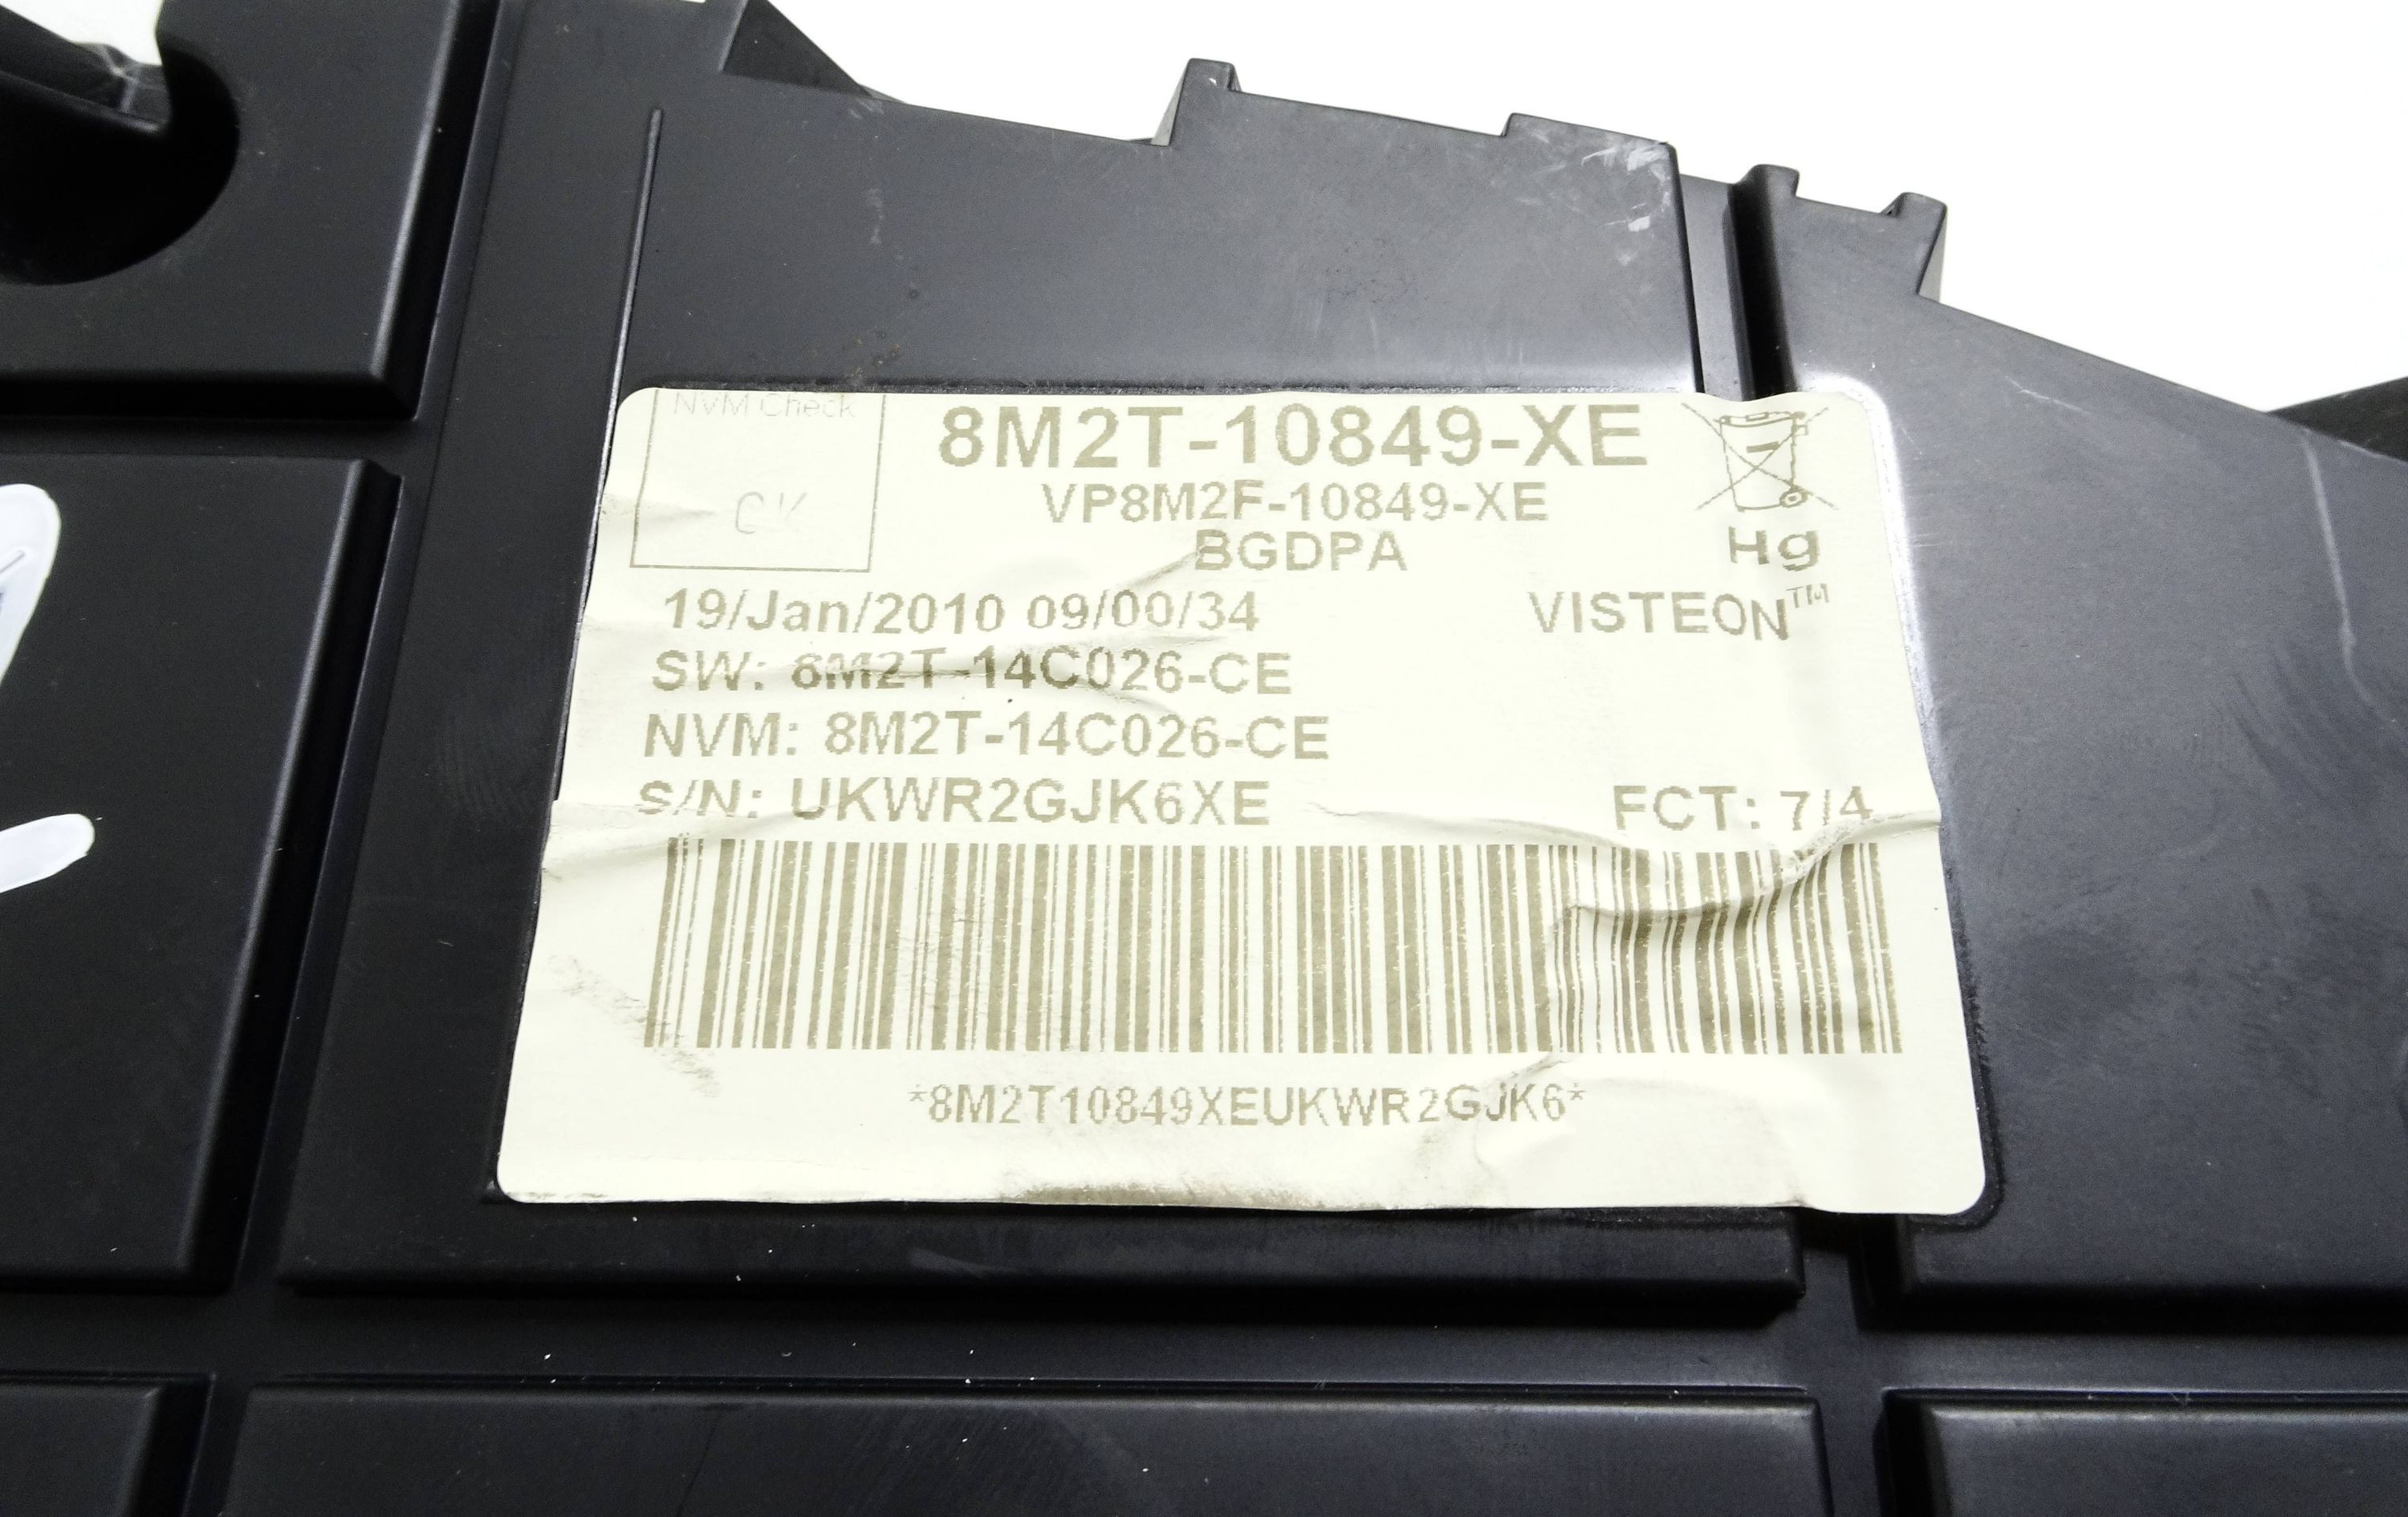 NVM Check
OK
8M2T-10849-XE
VP8M2F-10849-XE
BGDPA
Hg
19/Jan/2010 09/00/34
VISTEON™
SW: 8M2T-14C026-CE
NVM: 8M2T-14C026-CE
S/N: UKWR2GJK6XE
FCT: 7/4
*8M2T10849XEUKWR2GJK6*